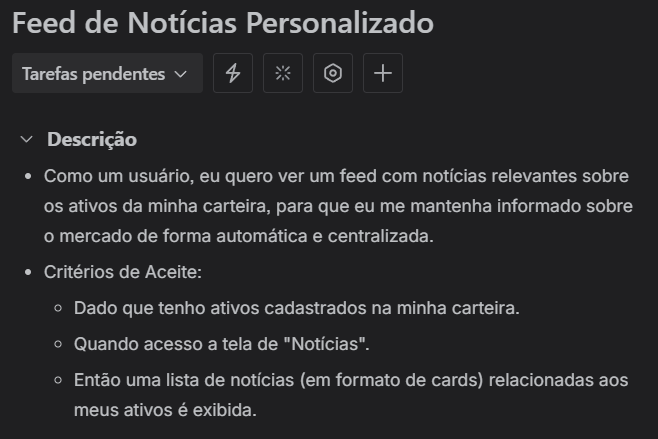 Feed de Notícias Personalizado
Tarefas pendentes
Descrição
Como um usuário, eu quero ver um feed com notícias relevantes sobre
os ativos da minha carteira, para que eu me mantenha informado sobre
o mercado de forma automática e centralizada.
Critérios de Aceite:
Dado que tenho ativos cadastrados na minha carteira.
Quando acesso a tela de "Notícias".
Então uma lista de notícias (em formato de cards) relacionadas aos
meus ativos é exibida.